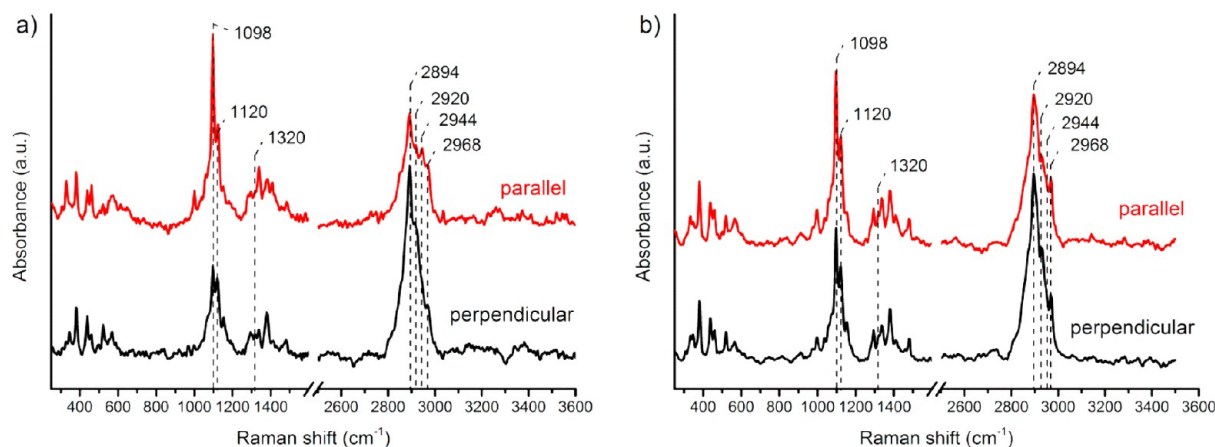 a)
1098
1120
1320
2894
2920
2944
2968
parallel
perpendicular
Absorbance (a.u.)
400 600 800 1000 1200 1400 2600 2800 3000 3200 3400 3600
Raman shift (cm-1)
b)
1098
1120
1320
2894
2920
2944
2968
parallel
perpendicular
Absorbance (a.u.)
400 600 800 1000 1200 1400 2600 2800 3000 3200 3400 3600
Raman shift (cm-1)